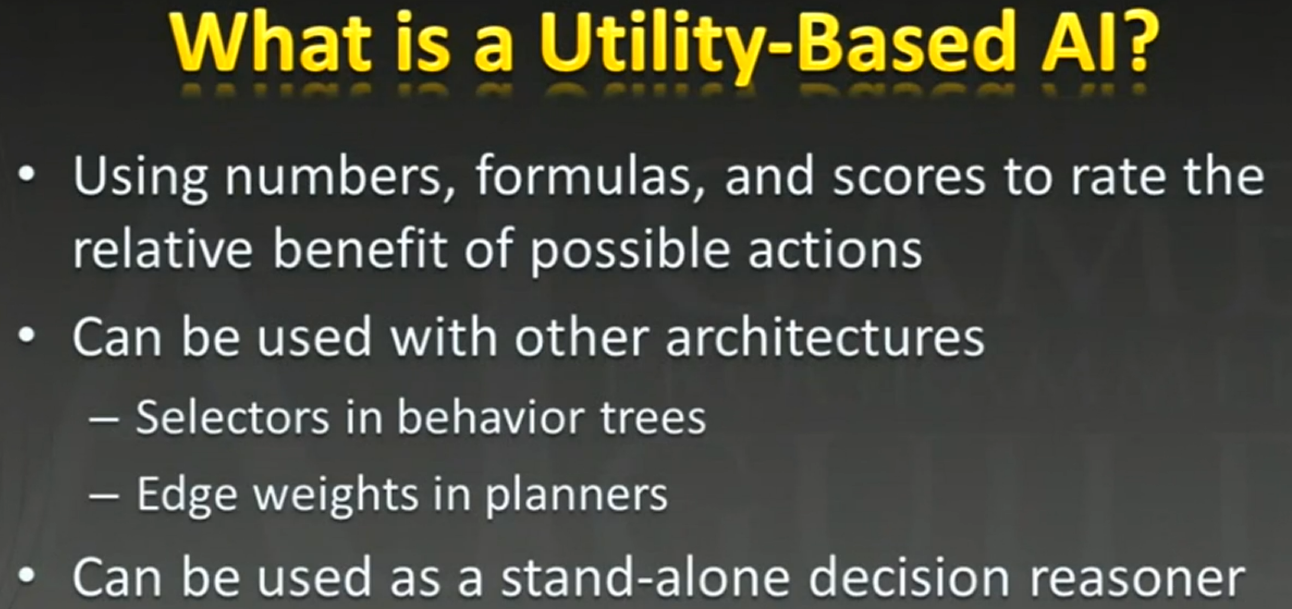 What is a Utility-Based AI?
• Using numbers, formulas, and scores to rate the
relative benefit of possible actions
• Can be used with other architectures
– Selectors in behavior trees
– Edge weights in planners
• Can be used as a stand-alone decision reasoner